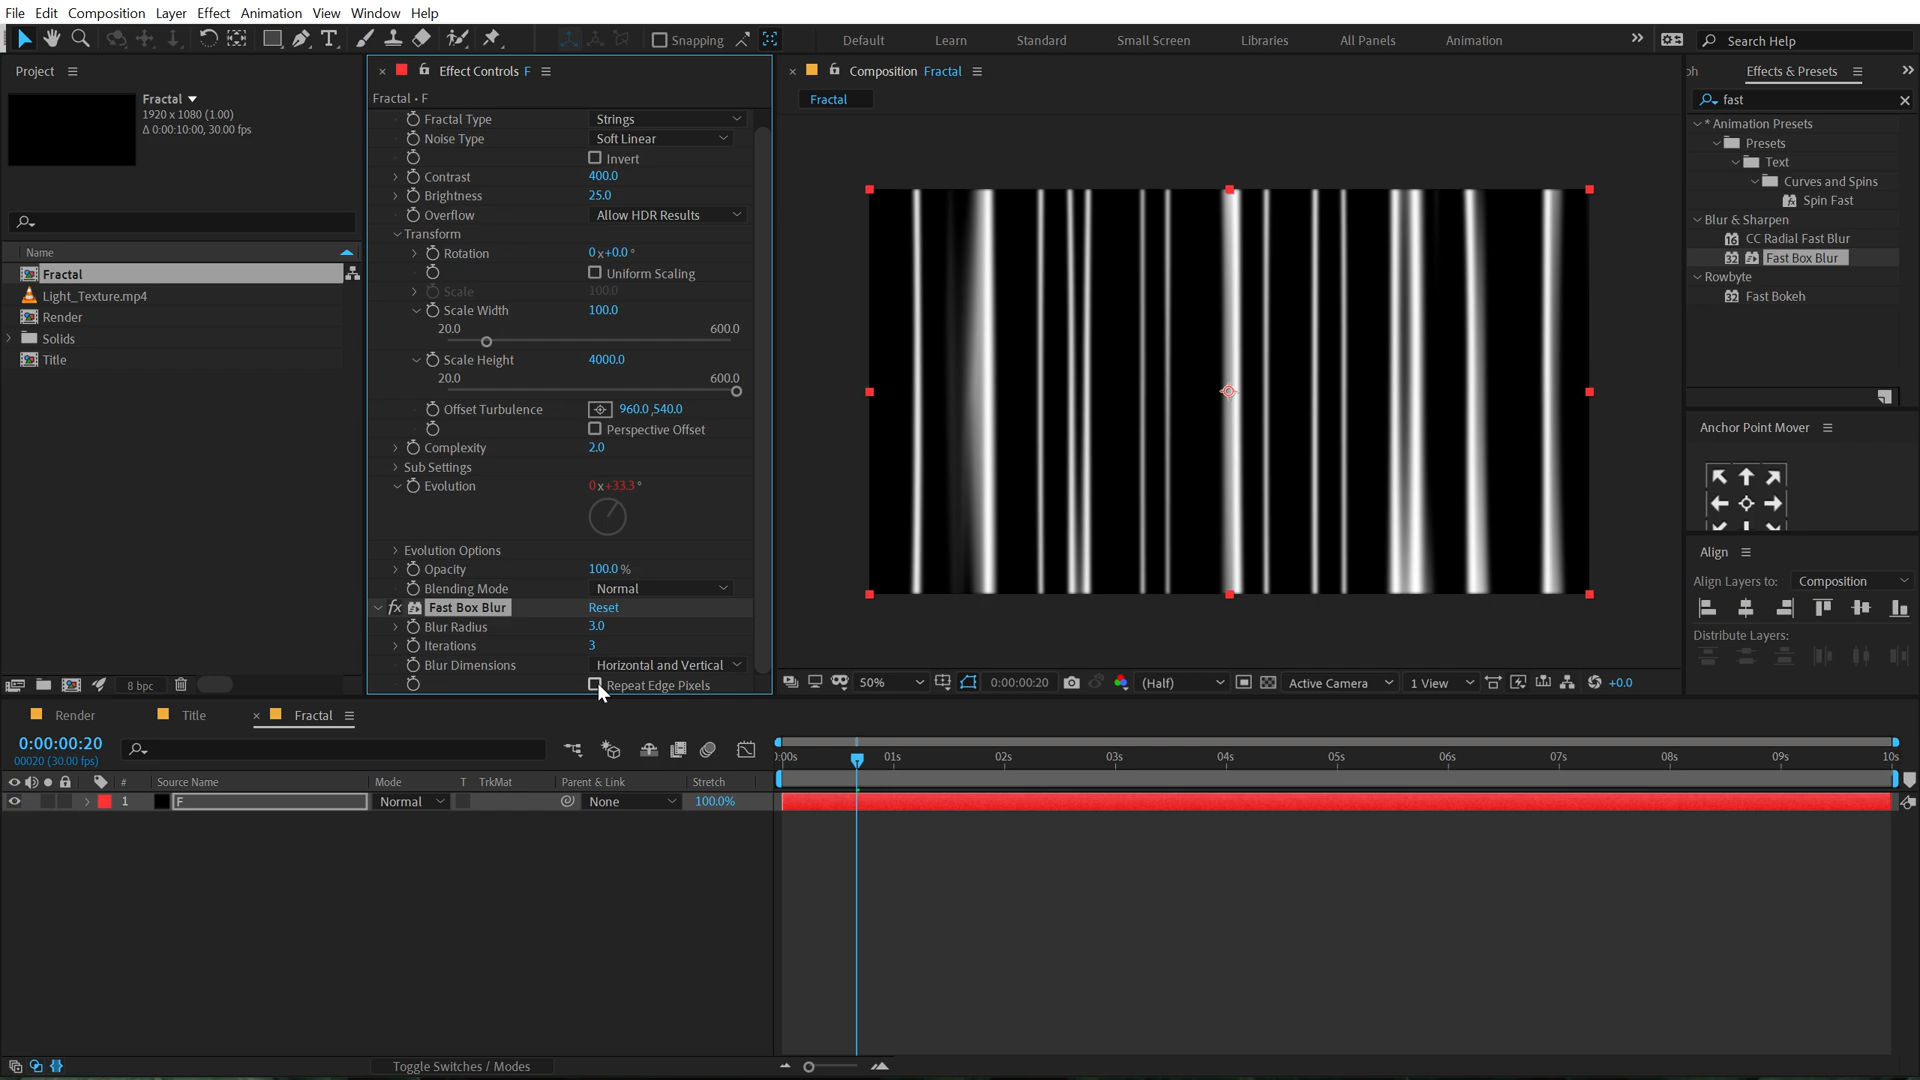 File Edit Composition Layer Effect Animation View Window Help
Snapping Default Learn Standard Small Screen Libraries All Panels Animation Search Help
Project
Fractal
1920 x 1080 (1.00)
Δ 0:00:10:00, 30.00 fps
Name
Fractal
Light_Texture.mp4
Render
Solids
Title
8 bpc
Effect Controls F
Fractal • F
Fractal Type Strings
Noise Type Soft Linear
Invert
Contrast 400.0
Brightness 25.0
Overflow Allow HDR Results
Transform
Rotation 0x+0.0°
Uniform Scaling
Scale 100.0
Scale Width 100.0
20.0 600.0
Scale Height 4000.0
20.0 600.0
Offset Turbulence 960.0,540.0
Perspective Offset
Complexity 2.0
Sub Settings
Evolution 0x+33.3°
Evolution Options
Opacity 100.0 %
Blending Mode Normal
fx Fast Box Blur Reset
Blur Radius 3.0
Iterations 3
Blur Dimensions Horizontal and Vertical
Repeat Edge Pixels
Composition Fractal
Fractal
50% 0:00:00:20 (Half) Active Camera 1 View +0.0
Effects & Presets
fast
* Animation Presets
Presets
Text
Curves and Spins
Spin Fast
Blur & Sharpen
16 CC Radial Fast Blur
32 Fast Box Blur
Rowbyte
32 Fast Bokeh
Anchor Point Mover
Align
Align Layers to: Composition
Distribute Layers:
Render Title Fractal
0:00:00:20
00020 (30.00 fps)
# Source Name Mode T TrkMat Parent & Link Stretch
1 F Normal None 100.0%
01s 02s 03s 04s 05s 06s 07s 08s 09s 10s
Toggle Switches / Modes